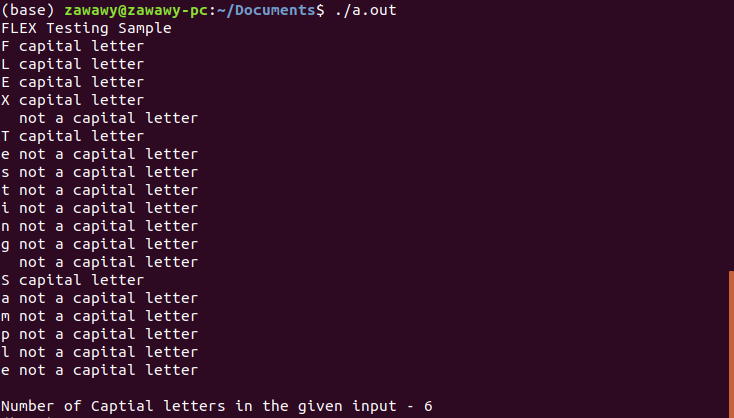 (base) zawawy@zawawy-pc:~/Documents$ ./a.out
FLEX Testing Sample
F capital letter
L capital letter
E capital letter
X capital letter
  not a capital letter
T capital letter
e not a capital letter
s not a capital letter
t not a capital letter
i not a capital letter
n not a capital letter
g not a capital letter
  not a capital letter
S capital letter
a not a capital letter
m not a capital letter
p not a capital letter
l not a capital letter
e not a capital letter

Number of Captial letters in the given input - 6